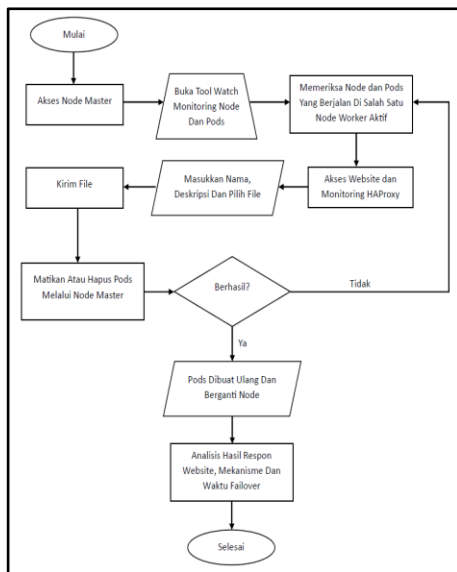 Mulai
Akses Node Master
Buka Tool Watch
Monitoring Node
Dan Pods
Memeriksa Node dan Pods
Yang Berjalan Di Salah Satu
Node Worker Aktif
Akses Website dan
Monitoring HAProxy
Masukkan Nama,
Deskripsi Dan Pilih File
Kirim File
Matikan Atau Hapus Pods
Melalui Node Master
Berhasil?
Tidak
Ya
Pods Dibuat Ulang Dan
Berganti Node
Analisis Hasil Respon
Website, Mekanisme Dan
Waktu Failover
Selesai